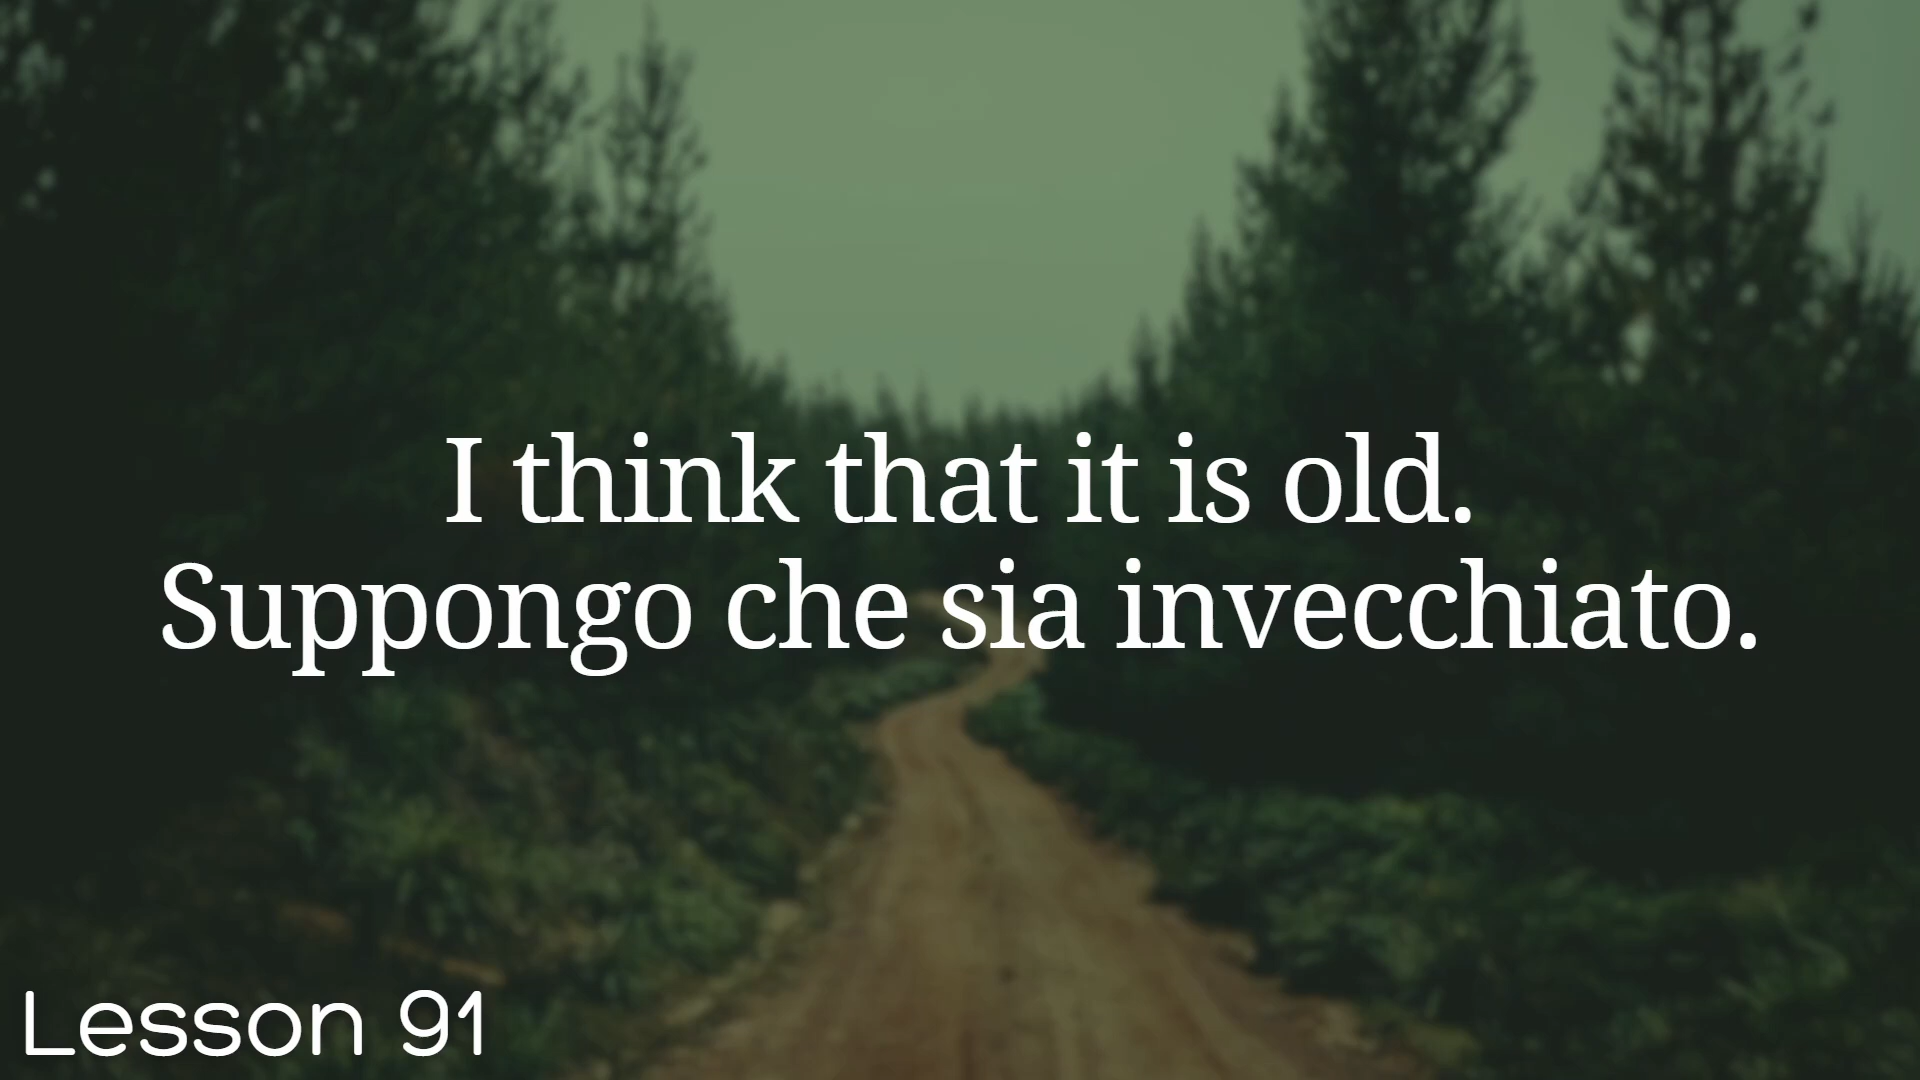 I think that it is old.
Suppongo che sia invecchiato.
Lesson 91